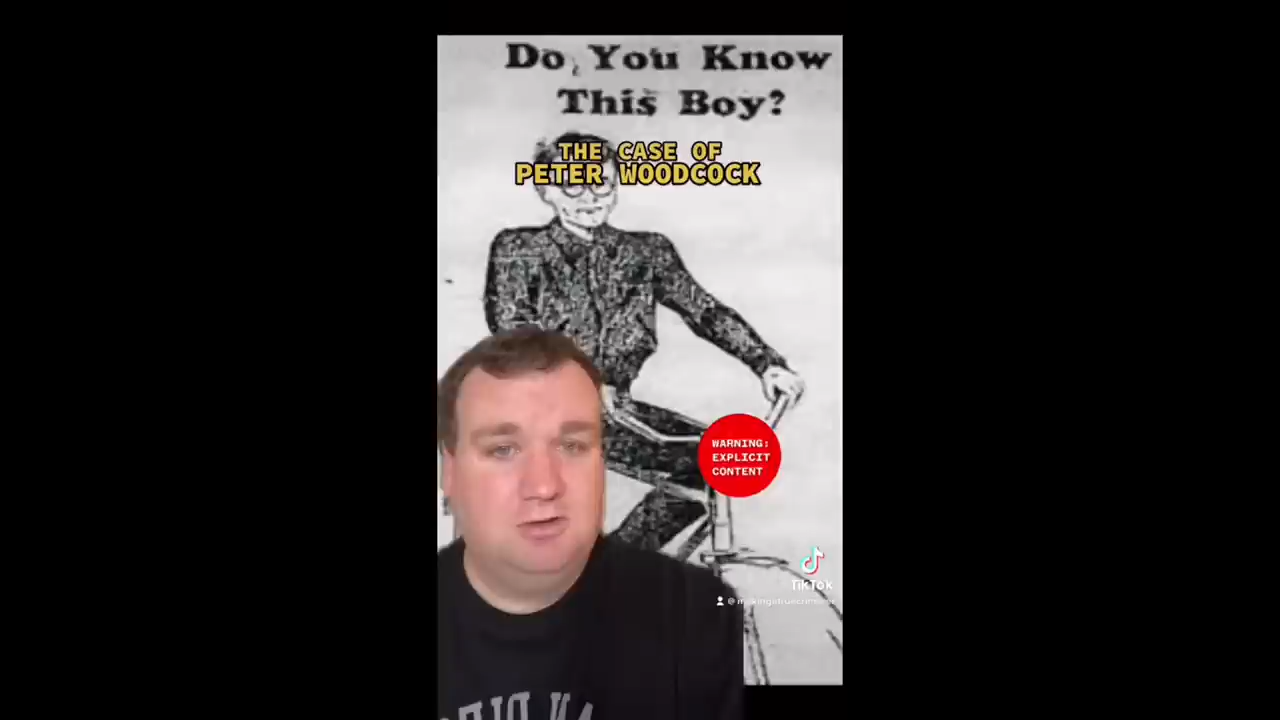 Do You Know
This Boy?
THE CASE OF
PETER WOODCOCK
WARNING:
EXPLICIT
CONTENT
TikTok